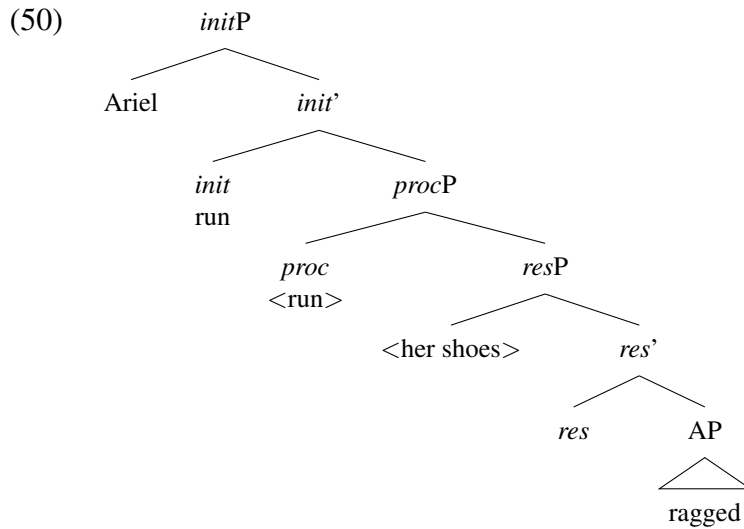 (50) initP
Ariel init’
init procP
run
proc resP
<run>
<her shoes> res’
res AP
ragged